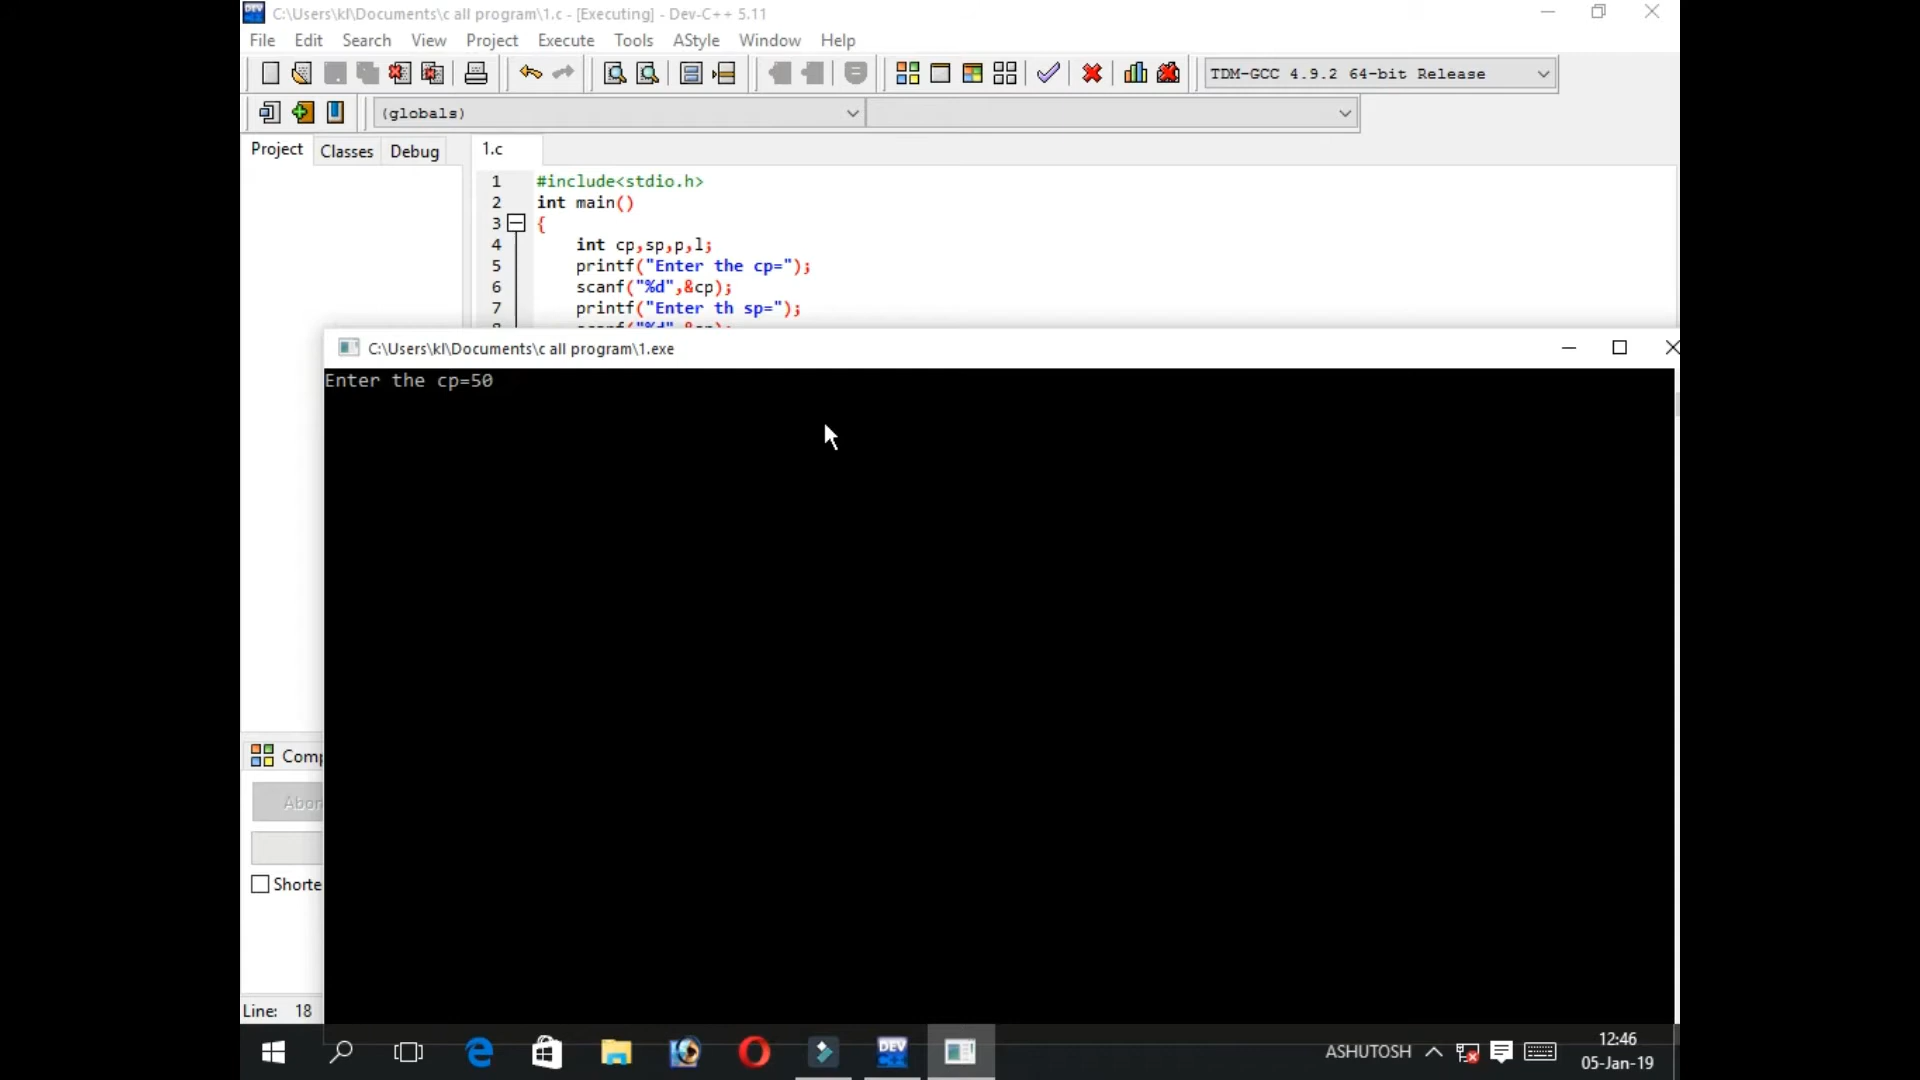 C:\Users\kl\Documents\c all program\1.c - [Executing] - Dev-C++ 5.11
File Edit Search View Project Execute Tools AStyle Window Help
TDM-GCC 4.9.2 64-bit Release
(globals)
Project Classes Debug 1.c
1 #include<stdio.h>
2 int main()
3 {
4 int cp,sp,p,l;
5 printf("Enter the cp=");
6 scanf("%d",&cp);
7 printf("Enter th sp=");
C:\Users\kl\Documents\c all program\1.exe
Enter the cp=50
Comp
Abor
Shorte
Line: 18
DEV
ASHUTOSH
12:46
05-Jan-19